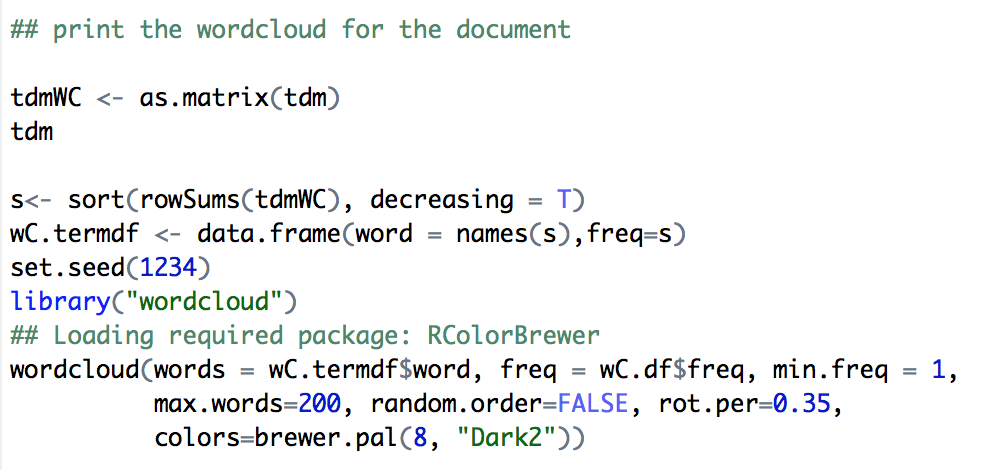 ## print the wordcloud for the document
tdmWC <- as.matrix(tdm)
tdm
s<- sort(rowSums(tdmWC), decreasing = T)
wC.termdf <- data.frame(word = names(s),freq=s)
set.seed(1234)
library("wordcloud")
## Loading required package: RColorBrewer
wordcloud(words = wC.termdf$word, freq = wC.df$freq, min.freq = 1,
max.words=200, random.order=FALSE, rot.per=0.35,
colors=brewer.pal(8, "Dark2"))